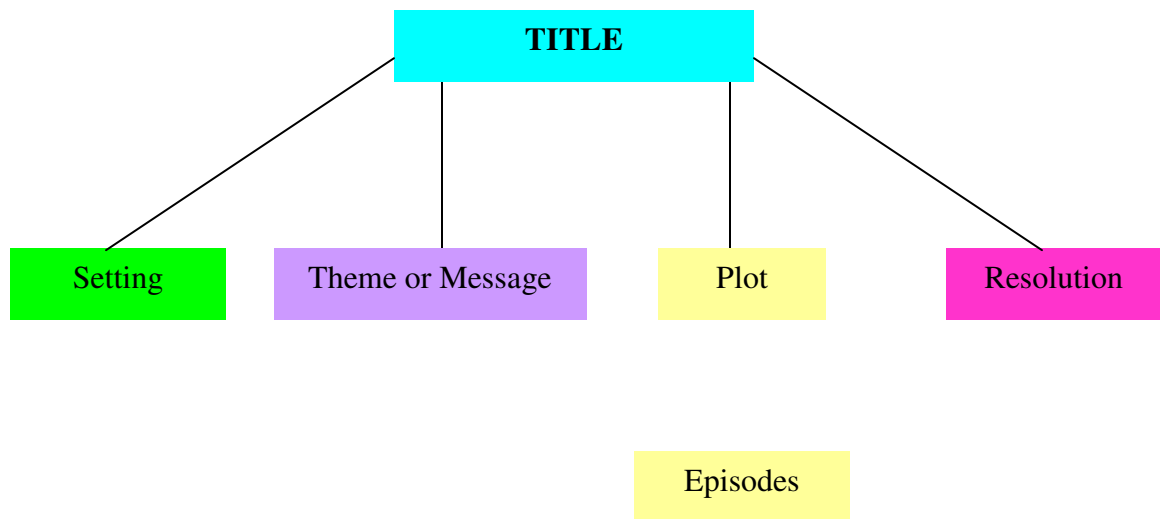 TITLE
Setting
Theme or Message
Plot
Resolution
Episodes